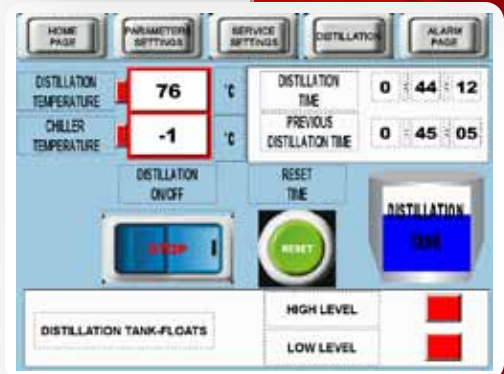 HOME PAGE
PARAMETERS SETTINGS
SERVICE SETTINGS
DISTILLATION
ALARM PAGE
DISTILLATION TEMPERATURE
76 °C
DISTILLATION TIME
0 : 44 : 12
CHILLER TEMPERATURE
-1 °C
PREVIOUS DISTILLATION TIME
0 : 45 : 05
DISTILLATION ON/OFF
RESET TIME
STOP
RESET
DISTILLATION
TANK
DISTILLATION TANK-FLOATS
HIGH LEVEL
LOW LEVEL